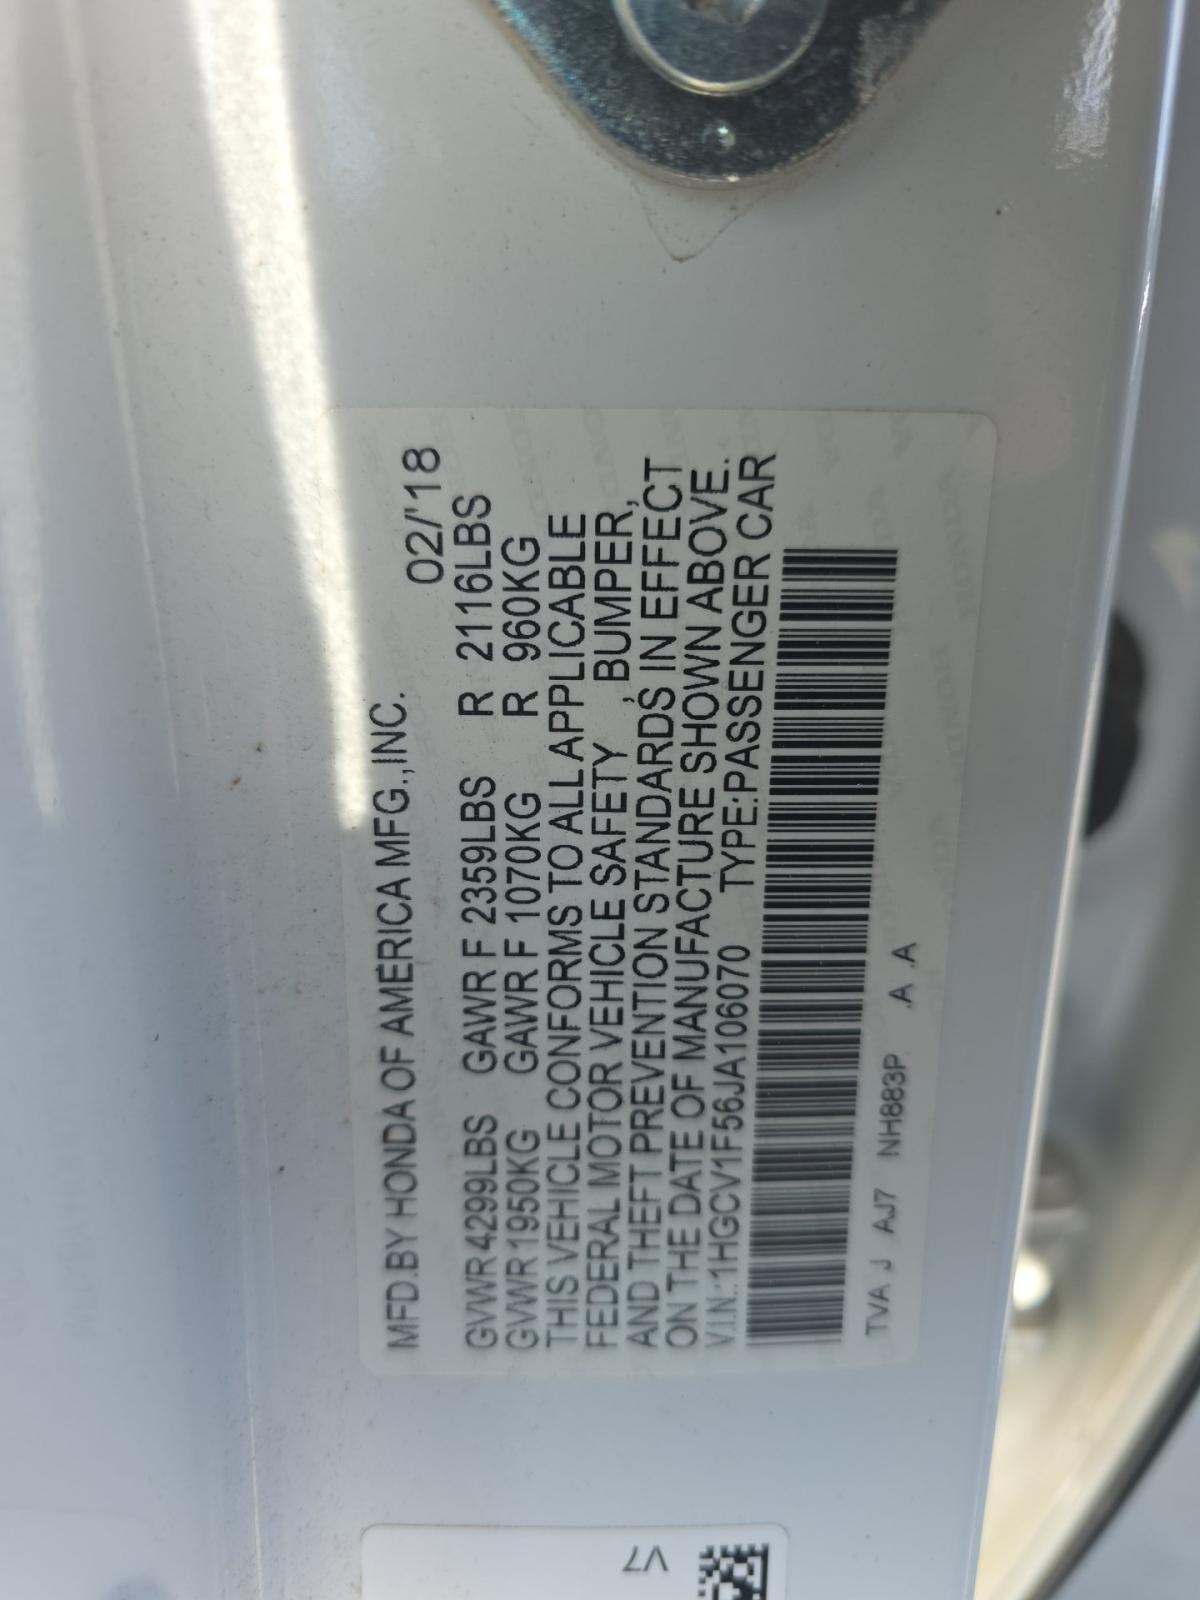 MFD.BY HONDA OF AMERICA MFG.,INC. 02/'18
GVWR 4299LBS GAWR F 2359LBS R 2116LBS
GVWR 1950KG GAWR F 1070KG R 960KG
THIS VEHICLE CONFORMS TO ALL APPLICABLE
FEDERAL MOTOR VEHICLE SAFETY , BUMPER,
AND THEFT PREVENTION STANDARDS IN EFFECT
ON THE DATE OF MANUFACTURE SHOWN ABOVE.
V.I.N.:1HGCV1F56JA106070 TYPE:PASSENGER CAR
TVA J AJ7 NH883P .A .A
V7